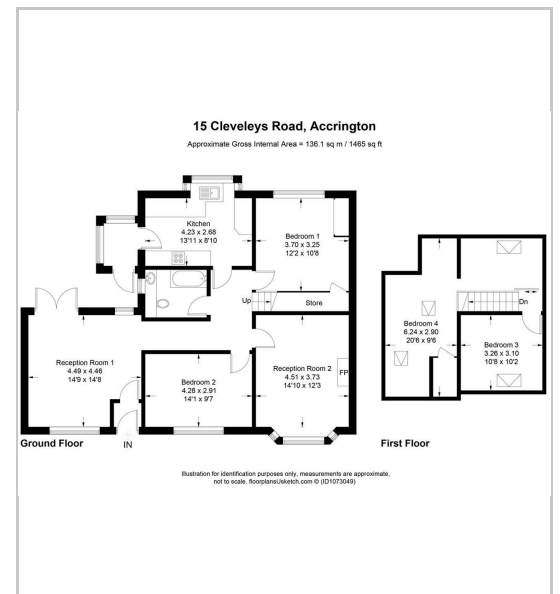 15 Cleveleys Road, Accrington
Approximate Gross Internal Area = 136.1 sq m / 1465 sq ft
Kitchen
4.23 x 2.68
13'11 x 8'10
Bedroom 1
3.70 x 3.25
12'2 x 10'8
Up
Store
Reception Room 1
4.49 x 4.46
14'9 x 14'8
Bedroom 2
4.28 x 2.91
14'1 x 9'7
Reception Room 2
4.51 x 3.73
14'10 x 12'3
FP
Ground Floor
IN
Dn
Bedroom 4
6.24 x 2.90
20'6 x 9'6
Bedroom 3
3.26 x 3.10
10'8 x 10'2
First Floor
Illustration for identification purposes only, measurements are approximate,
not to scale. floorplansUsketch.com © (ID1073049)